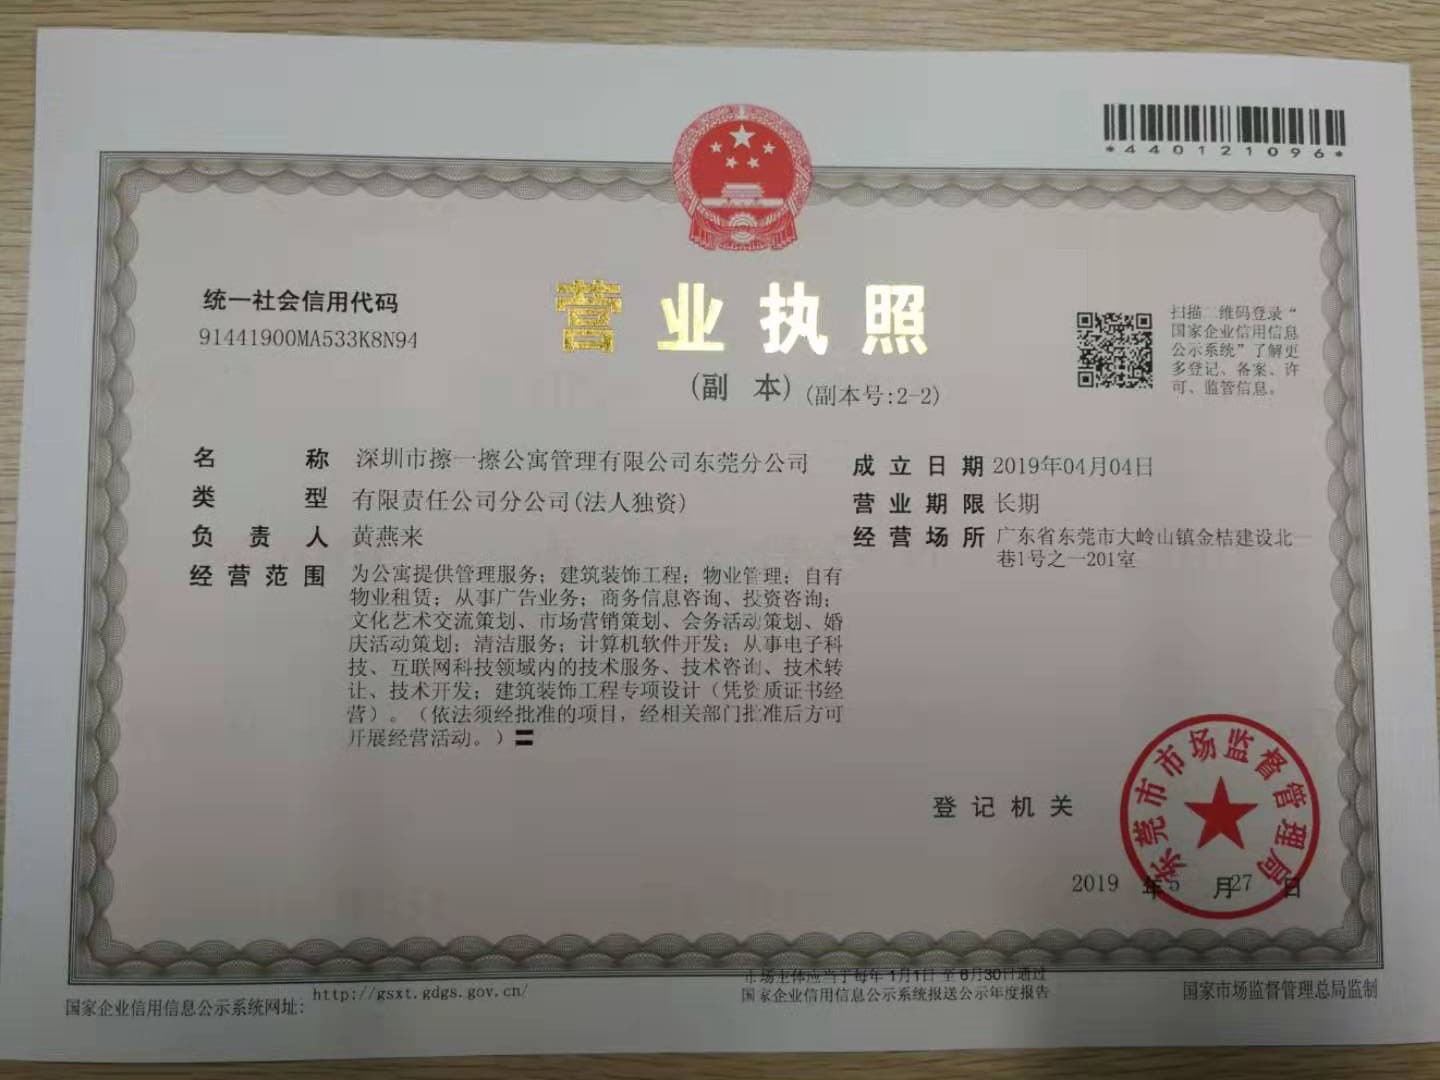 *440121096*
统一社会信用代码
91441900MA533K8N94
营业执照
(副 本)(副本号:2-2)
扫描二维码登录“
国家企业信用信息
公示系统”了解更
多登记、备案、许
可、监管信息。
名 称 深圳市擦一擦公寓管理有限公司东莞分公司
类 型 有限责任公司分公司(法人独资)
负 责 人 黄燕来
经 营 范 围 为公寓提供管理服务；建筑装饰工程；物业管理；自有
物业租赁；从事广告业务；商务信息咨询、投资咨询；
文化艺术交流策划、市场营销策划、会务活动策划、婚
庆活动策划；清洁服务；计算机软件开发；从事电子科
技、互联网科技领域内的技术服务、技术咨询、技术转
让、技术开发；建筑装饰工程专项设计（凭资质证书经
营）。（依法须经批准的项目，经相关部门批准后方可
开展经营活动。）〓
成 立 日 期 2019年04月04日
营 业 期 限 长期
经 营 场 所 广东省东莞市大岭山镇金桔建设北一
巷1号之一201室
登 记 机 关
东莞市市场监督管理局
2019 年5 月27 日
国家企业信用信息公示系统网址：http://gsxt.gdgs.gov.cn/
市场主体应当于每年1月1日 至 6月30日通过
国家企业信用信息公示系统报送公示年度报告
国家市场监督管理总局监制